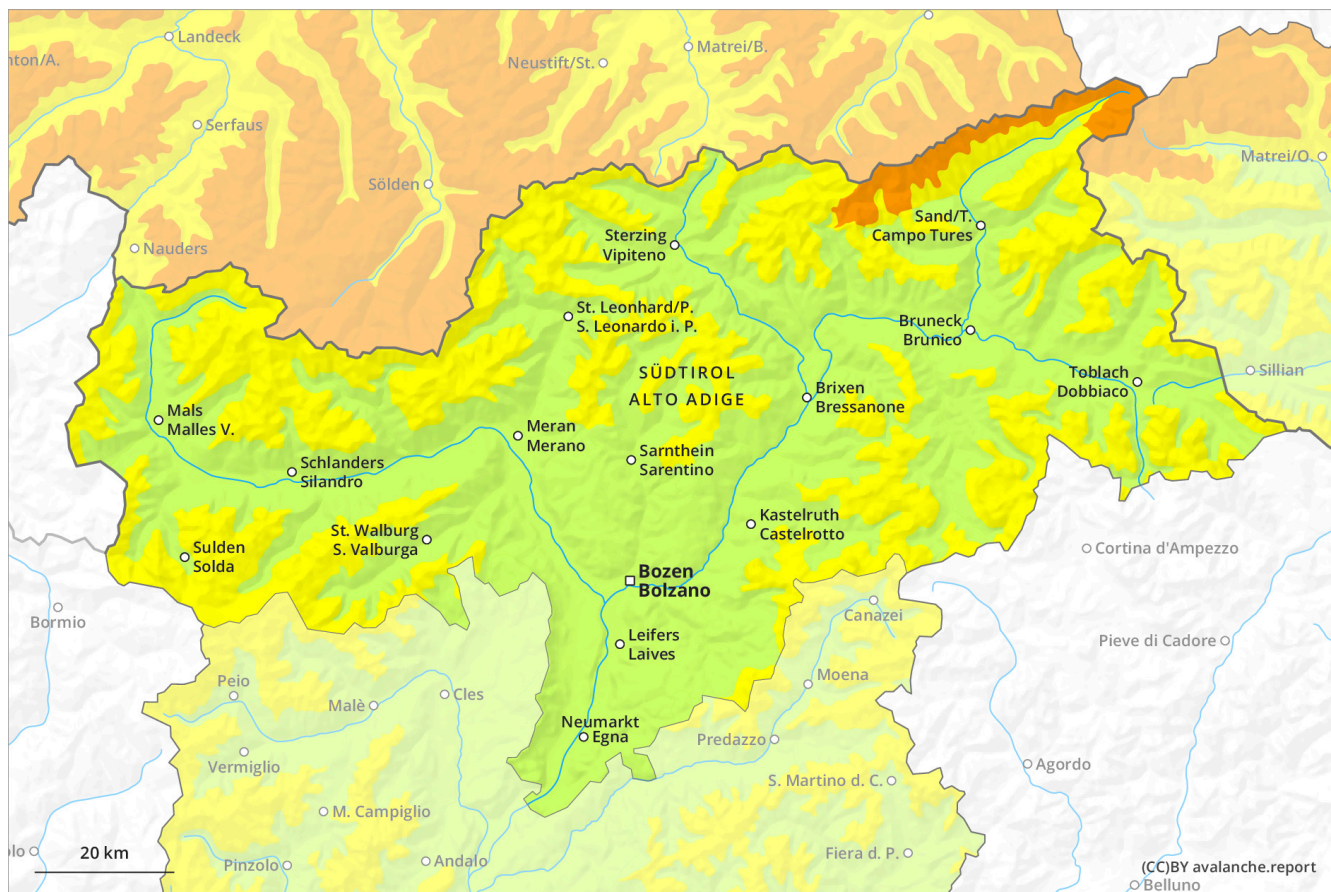 Landeck
nton/A.
Matrei/B.
Neustift/St.
Serfaus
Sölden
Matrei/O.
Nauders
Sand/T.
Campo Tures
Sterzing
Vipiteno
St. Leonhard/P.
S. Leonardo i. P.
Bruneck
Brunico
SÜDTIROL
ALTO ADIGE
Toblach
Dobbiaco
Sillian
Brixen
Bressanone
Mals
Malles V.
Meran
Merano
Sarnthein
Sarentino
Schlanders
Silandro
Kastelruth
Castelrotto
St. Walburg
S. Valburga
Sulden
Solda
Cortina d'Ampezzo
Bozen
Bolzano
Bormio
Canazei
Leifers
Laives
Pieve di Cadore
Moena
Peio
Malè
Cles
Neumarkt
Egna
Predazzo
Vermiglio
Agordo
S. Martino d. C.
M. Campiglio
olo
20 km
Pinzolo
Andalo
Fiera d. P.
(CC)BY avalanche.report
Belluno